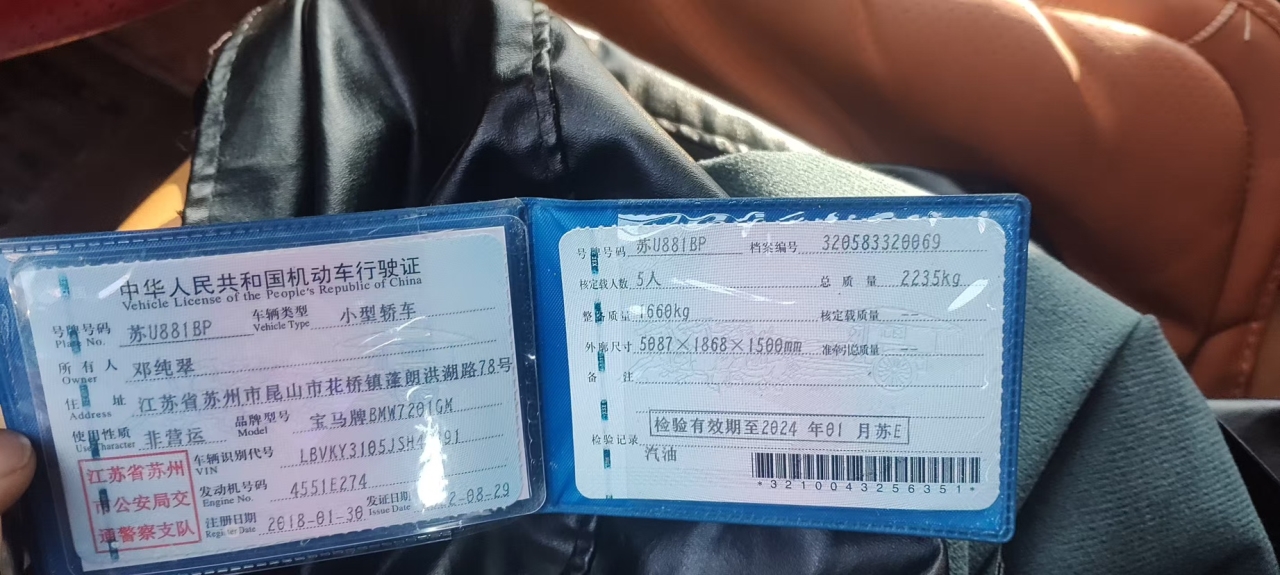 中华人民共和国机动车行驶证
Vehicle License of the People's Republic of China
号牌号码 苏U881BP 车辆类型 小型轿车
Plate No. Vehicle Type
所有人 邓纯翠
Owner
住址 江苏省苏州市昆山市花桥镇蓬朗洪湖路78号
Address
使用性质 非营运 品牌型号 宝马牌BMW7201GM
Use Character Model
车辆识别代号 LBVKY3105JSH
VIN
发动机号码 4551E274
Engine No.
注册日期 2018-01-30 发证日期 2-08-29
Register Date Issue Date
江苏省苏州
市公安局交
通警察支队
号牌号码 苏U881BP 档案编号 320583320069
核定载人数 5人 总质量 2235kg
整备质量 1660kg 核定载质量 --
外廓尺寸 5087×1868×1500mm 准牵引总质量 --
备注
检验有效期至2024年01月苏E
检验记录
汽油
*3210043256351*